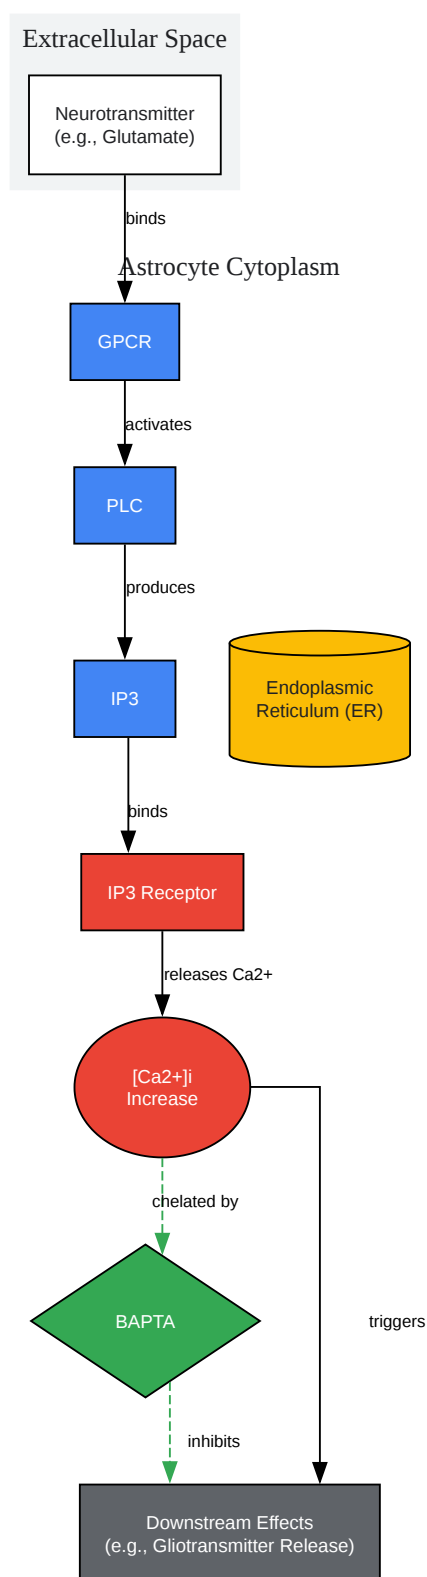 Extracellular Space
Neurotransmitter
(e.g., Glutamate)
binds
Astrocyte Cytoplasm
GPCR
activates
PLC
produces
IP3
Endoplasmic
Reticulum (ER)
binds
IP3 Receptor
releases Ca2+
[Ca2+]i
Increase
chelated by
BAPTA
triggers
inhibits
Downstream Effects
(e.g., Gliotransmitter Release)